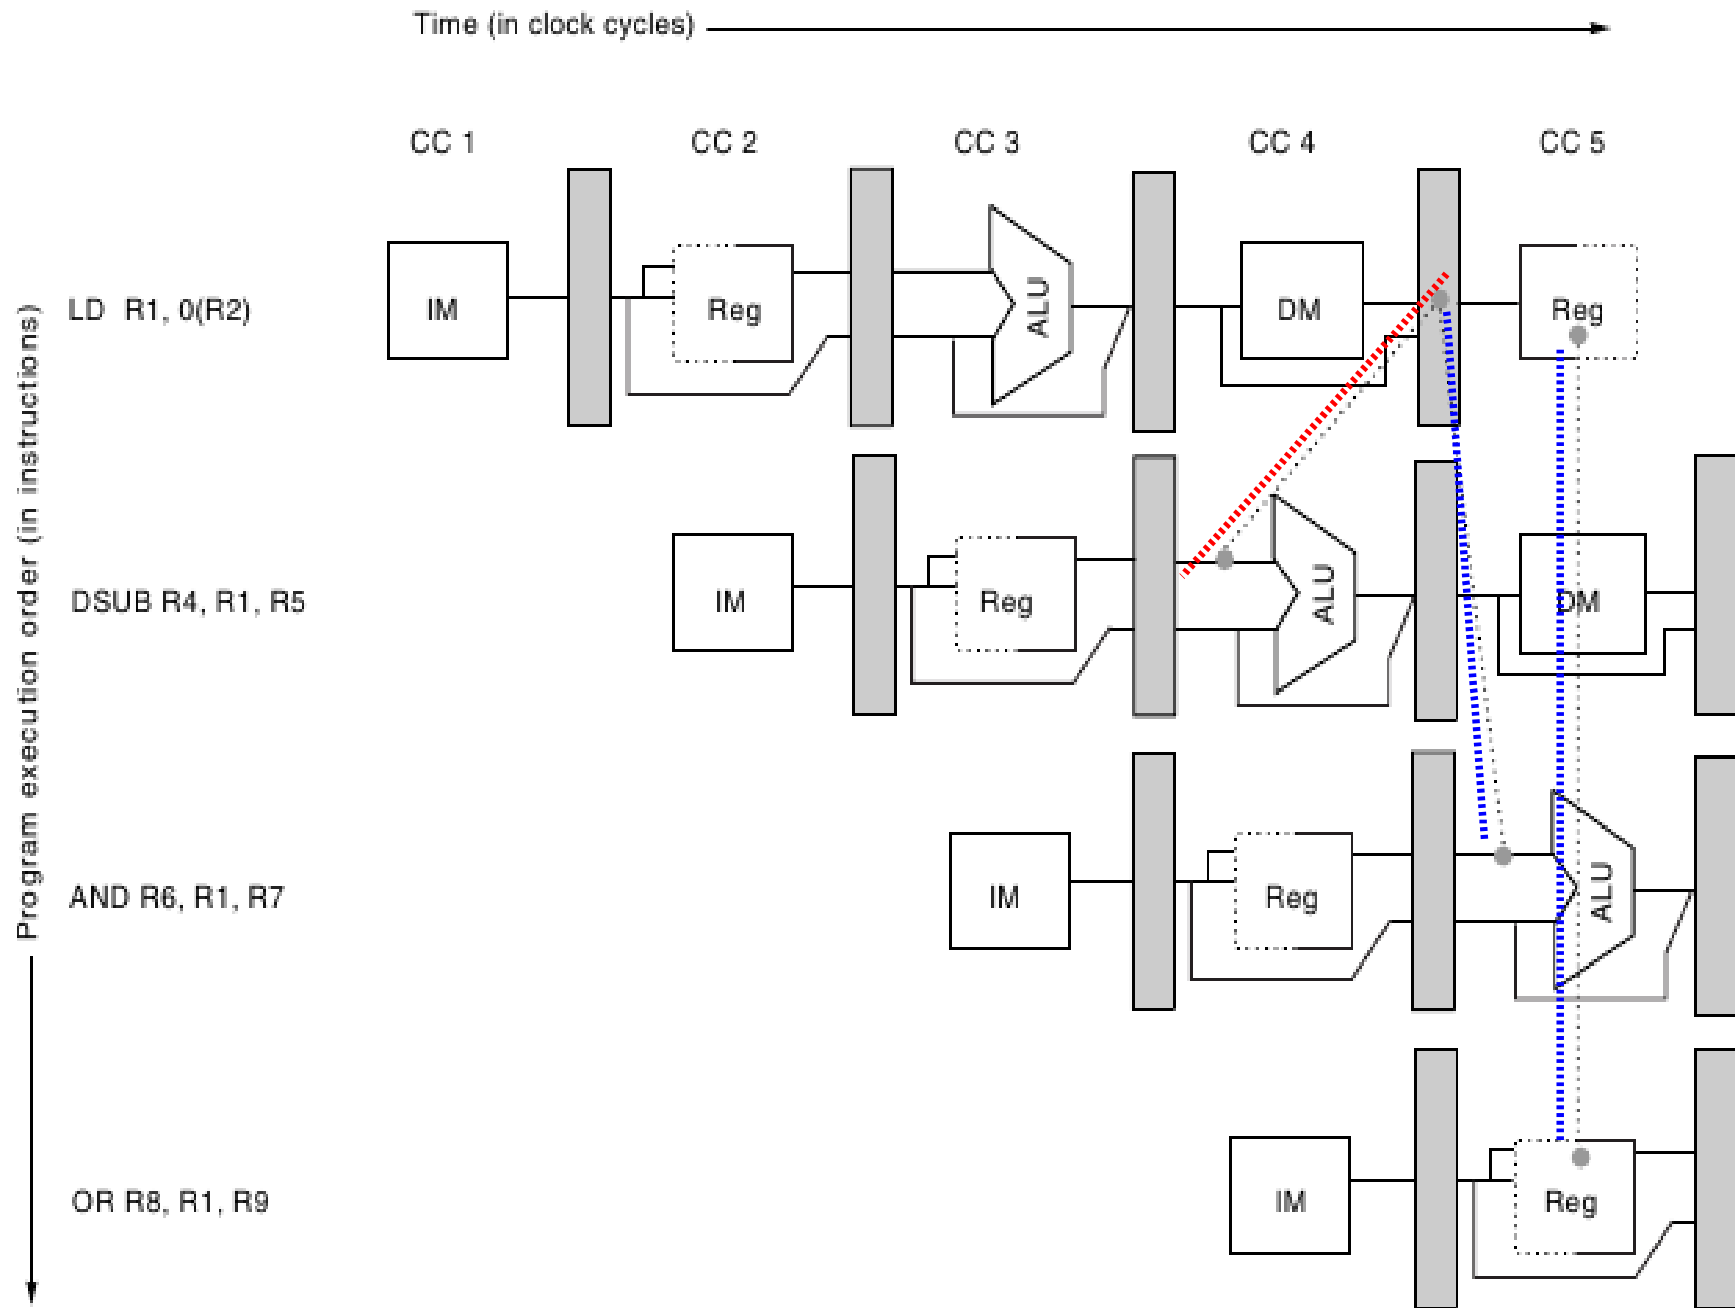 Time (in clock cycles)
CC 1 CC 2 CC 3 CC 4 CC 5
Program execution order (in instructions)
LD R1, 0(R2) IM Reg ALU DM Reg
DSUB R4, R1, R5 IM Reg ALU DM
AND R6, R1, R7 IM Reg ALU
OR R8, R1, R9 IM Reg